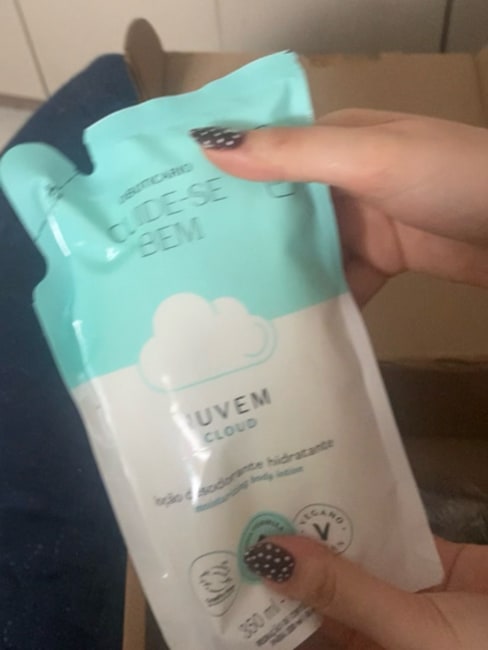 CUIDE-SE
BEM
NUVEM
CLOUD
loção desodorante hidratante
moisturizing body lotion
VEGANO
350 ml